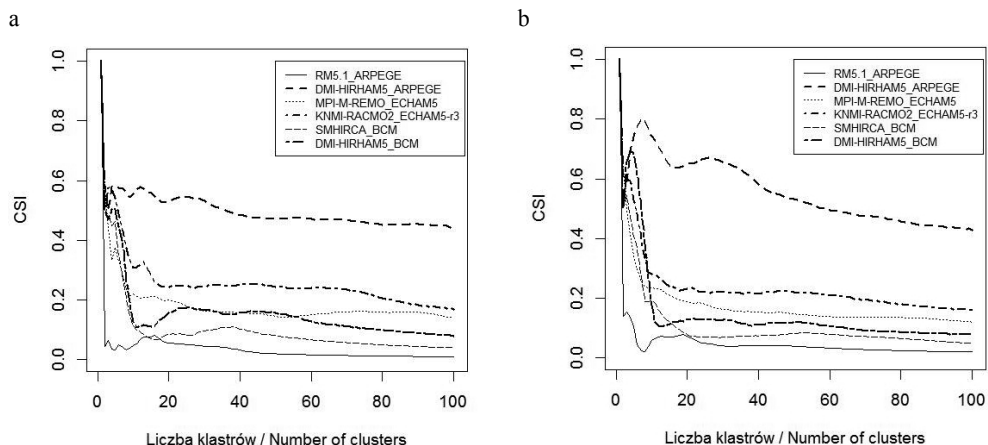 a
1.0
0.8
0.6
0.4
0.2
0.0
CSI
RM5.1_ARPEGE
DMI-HIRHAM5_ARPEGE
MPI-M-REMO_ECHAM5
KNMI-RACMO2_ECHAM5-r3
SMHIRCA_BCM
DMI-HIRHAM5_BCM
0 20 40 60 80 100
Liczba klastrów / Number of clusters
b
1.0
0.8
0.6
0.4
0.2
0.0
CSI
RM5.1_ARPEGE
DMI-HIRHAM5_ARPEGE
MPI-M-REMO_ECHAM5
KNMI-RACMO2_ECHAM5-r3
SMHIRCA_BCM
DMI-HIRHAM5_BCM
0 20 40 60 80 100
Liczba klastrów / Number of clusters